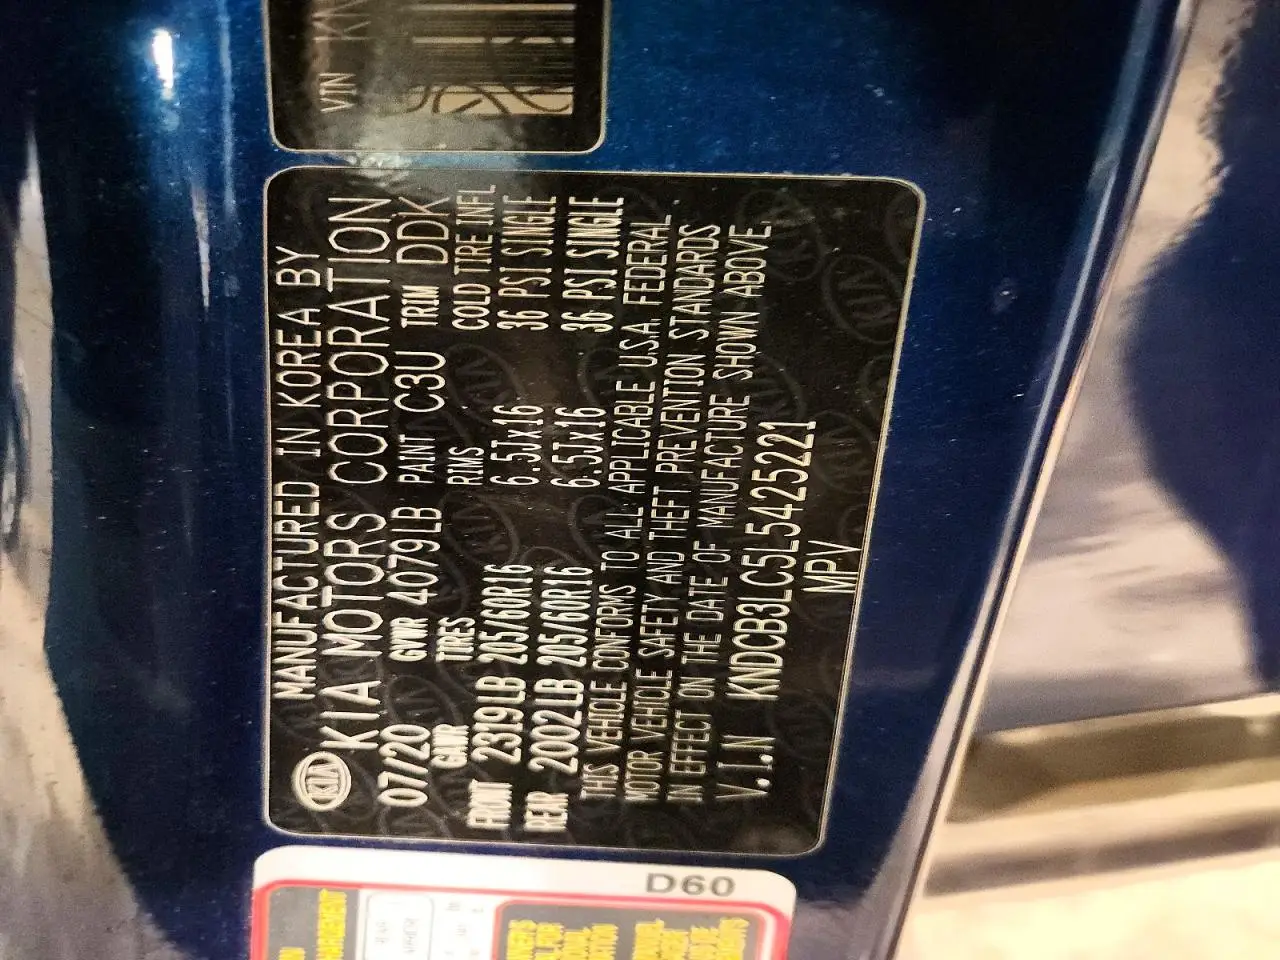 VIN KN
MANUFACTURED IN KOREA BY
KIA KIA MOTORS CORPORATION
07/20 GVWR 4079LB PAINT C3U TRIM DDK
GAWR TIRES RIMS COLD TIRE INFL
FRONT 2319LB 205/60R16 6.5Jx16 36 PSI SINGLE
REAR 2002LB 205/60R16 6.5Jx16 36 PSI SINGLE
THIS VEHICLE CONFORMS TO ALL APPLICABLE U.S.A. FEDERAL
MOTOR VEHICLE SAFETY AND THEFT PREVENTION STANDARDS
IN EFFECT ON THE DATE OF MANUFACTURE SHOWN ABOVE.
V.I.N KNDCB3LC5L5425221
MPV
D60